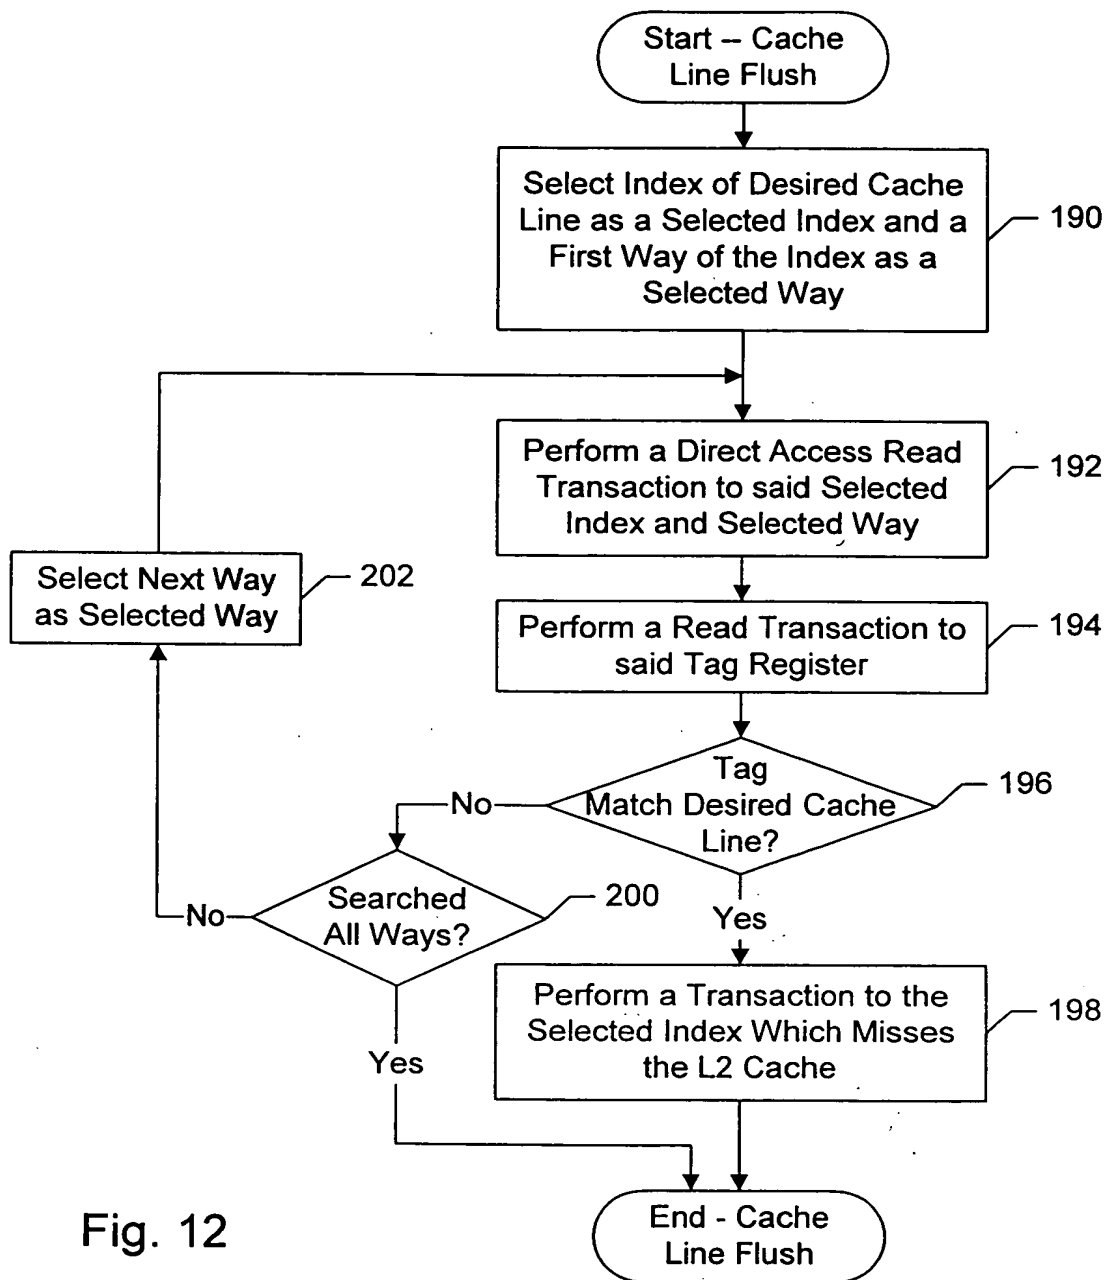 Start -- Cache
Line Flush
Select Index of Desired Cache
Line as a Selected Index and a
First Way of the Index as a
Selected Way
190
Perform a Direct Access Read
Transaction to said Selected
Index and Selected Way
192
Select Next Way
as Selected Way
202
Perform a Read Transaction to
said Tag Register
194
Tag
Match Desired Cache
Line?
196
No
Searched
All Ways?
200
No
Yes
Perform a Transaction to the
Selected Index Which Misses
the L2 Cache
198
Yes
End - Cache
Line Flush
Fig. 12